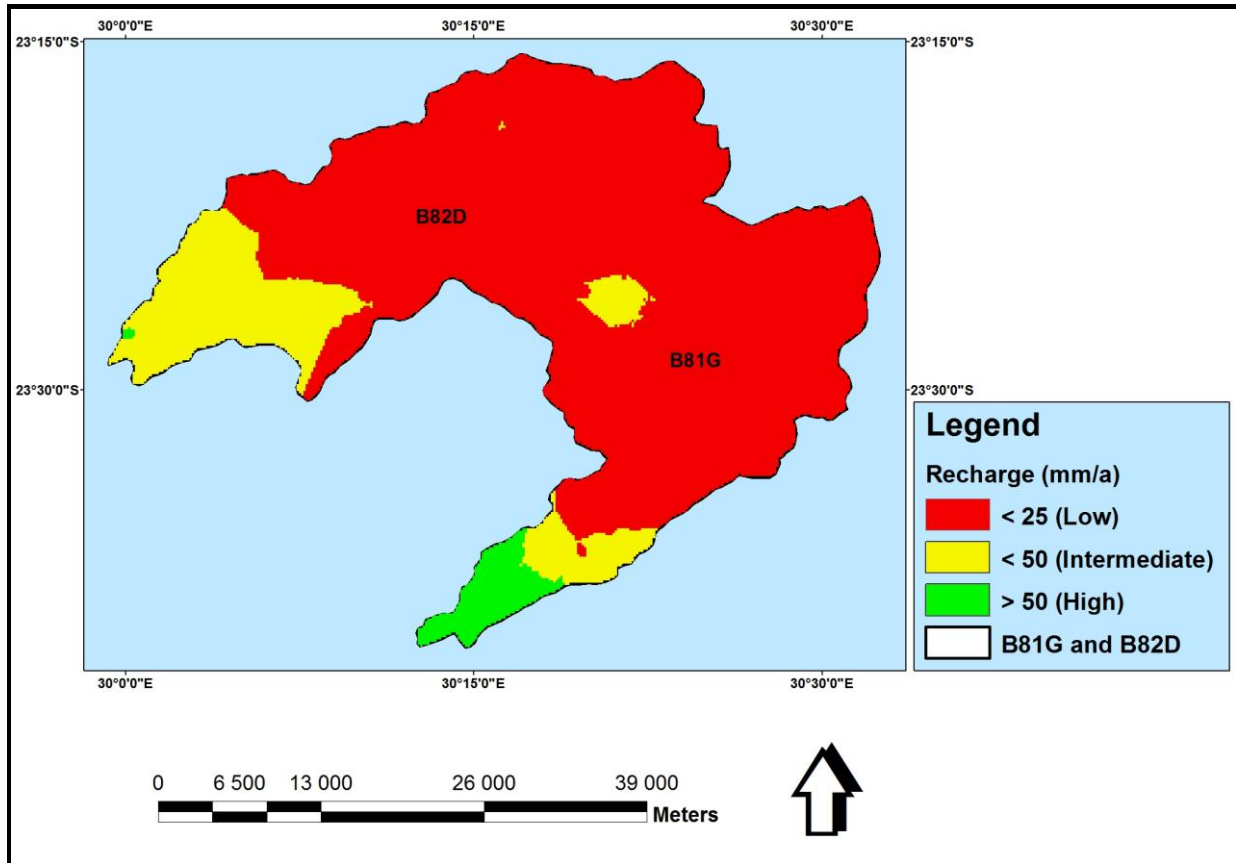 30°0'0"E 30°15'0"E 30°30'0"E
23°15'0"S 23°15'0"S
B82D
B81G
23°30'0"S 23°30'0"S
Legend
Recharge (mm/a)
< 25 (Low)
< 50 (Intermediate)
> 50 (High)
B81G and B82D
30°0'0"E 30°15'0"E 30°30'0"E
0 6 500 13 000 26 000 39 000
Meters